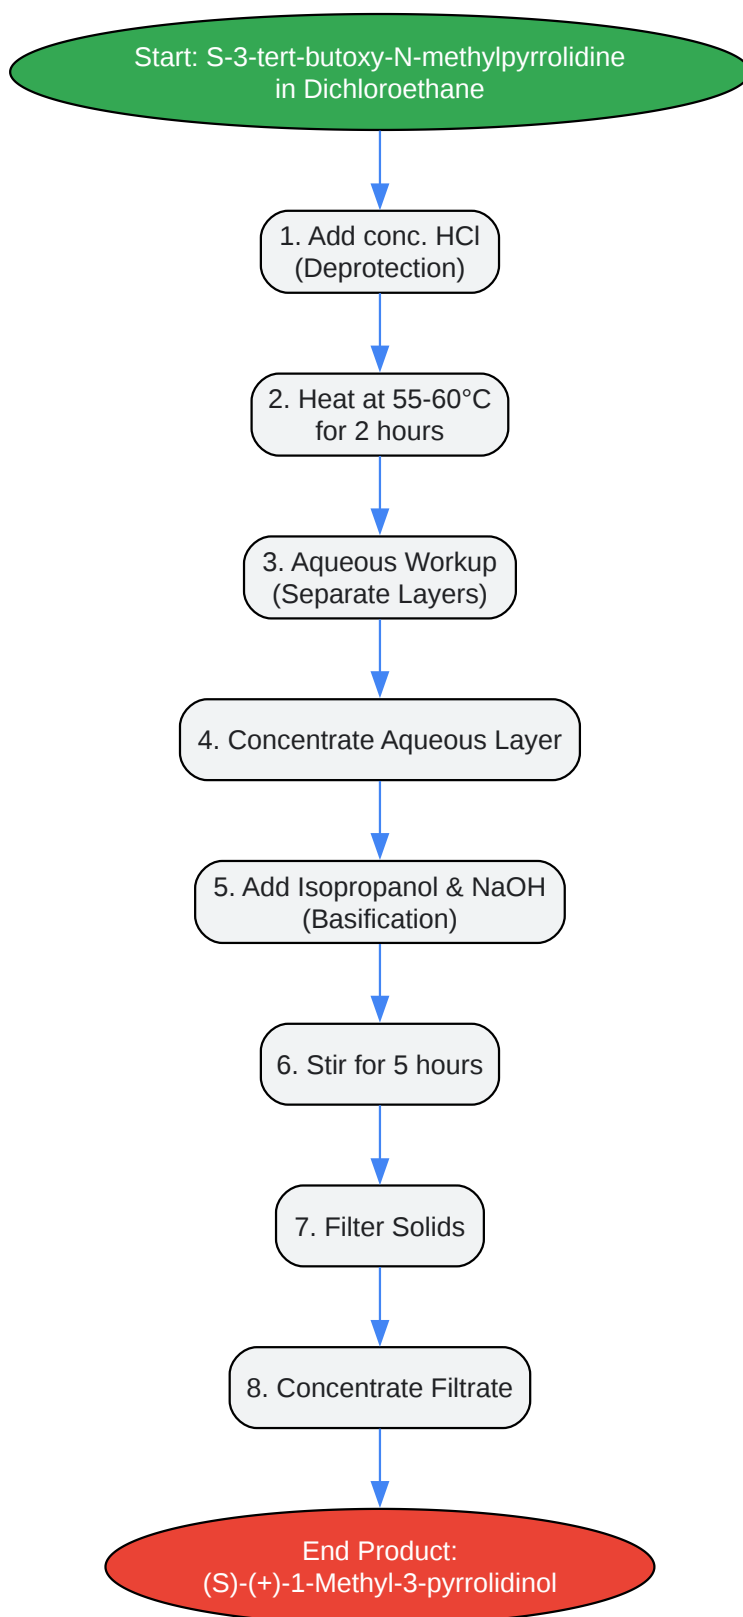 Start: S-3-tert-butoxy-N-methylpyrrolidine
in Dichloroethane
1. Add conc. HCl
(Deprotection)
2. Heat at 55-60°C
for 2 hours
3. Aqueous Workup
(Separate Layers)
4. Concentrate Aqueous Layer
5. Add Isopropanol & NaOH
(Basification)
6. Stir for 5 hours
7. Filter Solids
8. Concentrate Filtrate
End Product:
(S)-(+)-1-Methyl-3-pyrrolidinol